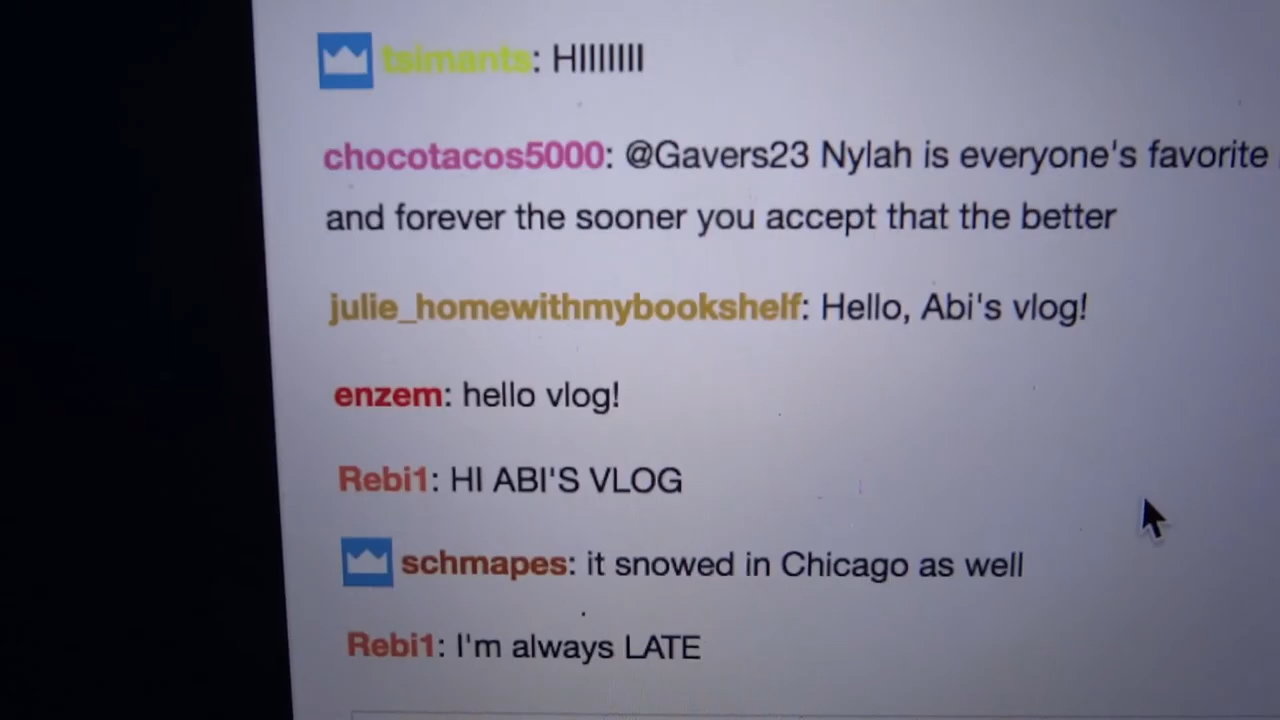 tsimants: HIIIIIIII
chocotacos5000: @Gavers23 Nylah is everyone's favorite
and forever the sooner you accept that the better
julie_homewithmybookshelf: Hello, Abi's vlog!
enzem: hello vlog!
Rebi1: HI ABI'S VLOG
schmapes: it snowed in Chicago as well
Rebi1: I'm always LATE